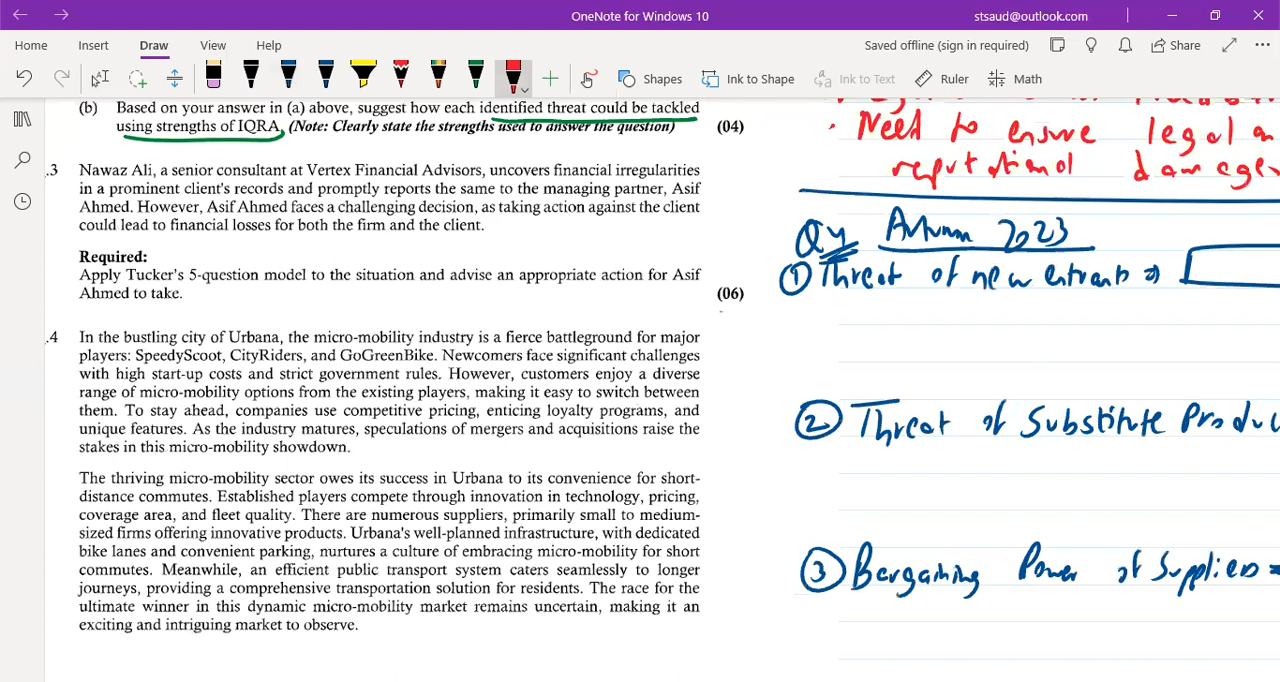 OneNote for Windows 10
stsaud@outlook.com
Home Insert Draw View Help
Saved offline (sign in required)
Share
Shapes
Ink to Shape
Ink to Text
Ruler
Math
(b) Based on your answer in (a) above, suggest how each identified threat could be tackled
using strengths of IQRA. (Note: Clearly state the strengths used to answer the question) (04)
.3 Nawaz Ali, a senior consultant at Vertex Financial Advisors, uncovers financial irregularities
in a prominent client's records and promptly reports the same to the managing partner, Asif
Ahmed. However, Asif Ahmed faces a challenging decision, as taking action against the client
could lead to financial losses for both the firm and the client.
Required:
Apply Tucker's 5-question model to the situation and advise an appropriate action for Asif
Ahmed to take. (06)
.4 In the bustling city of Urbana, the micro-mobility industry is a fierce battleground for major
players: SpeedyScoot, CityRiders, and GoGreenBike. Newcomers face significant challenges
with high start-up costs and strict government rules. However, customers enjoy a diverse
range of micro-mobility options from the existing players, making it easy to switch between
them. To stay ahead, companies use competitive pricing, enticing loyalty programs, and
unique features. As the industry matures, speculations of mergers and acquisitions raise the
stakes in this micro-mobility showdown.
The thriving micro-mobility sector owes its success in Urbana to its convenience for short-
distance commutes. Established players compete through innovation in technology, pricing,
coverage area, and fleet quality. There are numerous suppliers, primarily small to medium-
sized firms offering innovative products. Urbana's well-planned infrastructure, with dedicated
bike lanes and convenient parking, nurtures a culture of embracing micro-mobility for short
commutes. Meanwhile, an efficient public transport system caters seamlessly to longer
journeys, providing a comprehensive transportation solution for residents. The race for the
ultimate winner in this dynamic micro-mobility market remains uncertain, making it an
exciting and intriguing market to observe.
Need to ensure legal an
reputational damages
Q4 Autumn 2023
① Threat of new entrants ⇒
② Threat of Substitute Produc
③ Bargaining Power of Suppliers =